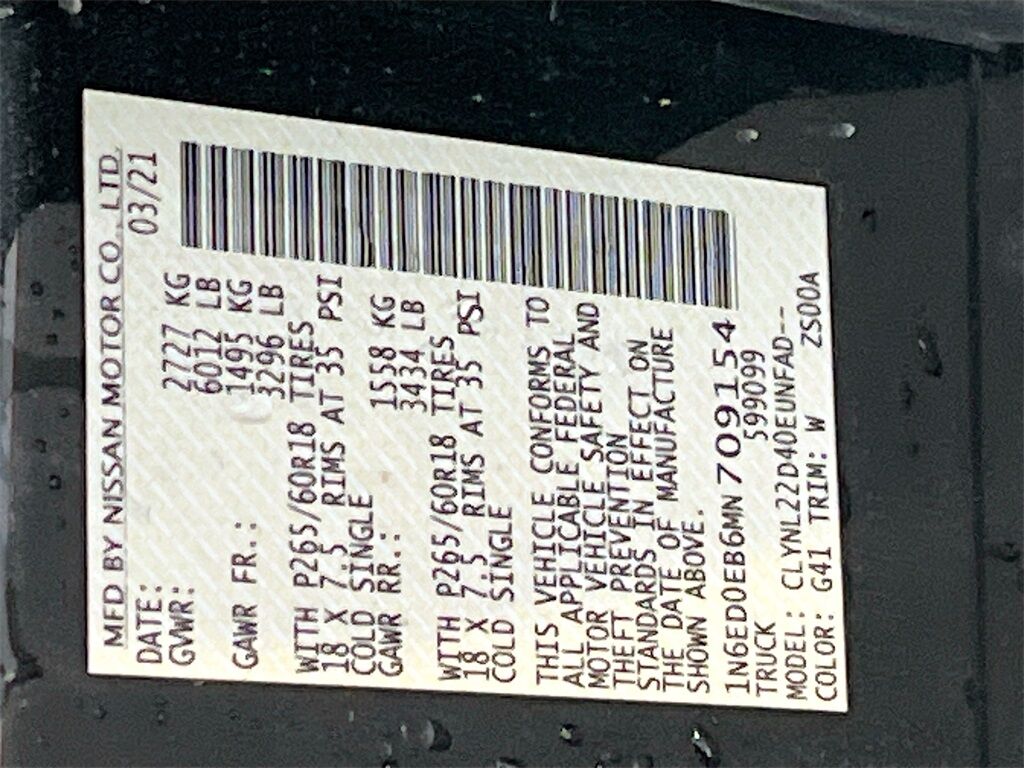 MFD BY NISSAN MOTOR CO., LTD.
DATE: 03/21
GVWR: 2727 KG
6012 LB
GAWR FR.: 1495 KG
3296 LB
WITH P265/60R18 TIRES
18 X 7.5 RIMS AT 35 PSI
COLD SINGLE
GAWR RR.: 1558 KG
3434 LB
WITH P265/60R18 TIRES
18 X 7.5 RIMS AT 35 PSI
COLD SINGLE
THIS VEHICLE CONFORMS TO
ALL APPLICABLE FEDERAL
MOTOR VEHICLE SAFETY AND
THEFT PREVENTION
STANDARDS IN EFFECT ON
THE DATE OF MANUFACTURE
SHOWN ABOVE.
1N6ED0EB6MN709154
TRUCK 599099
MODEL: CLYNL22D40EUNFAD--
COLOR: G41 TRIM: W ZS00A